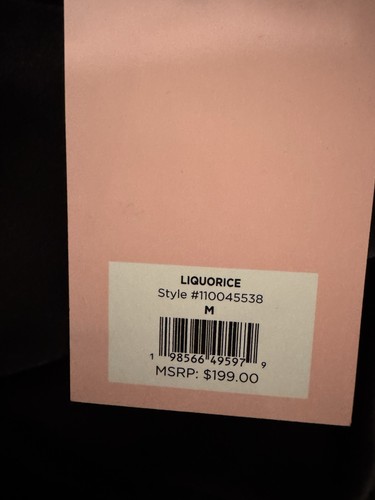 LIQUORICE
Style #110045538
M
1 98566 49597 9
MSRP: $199.00